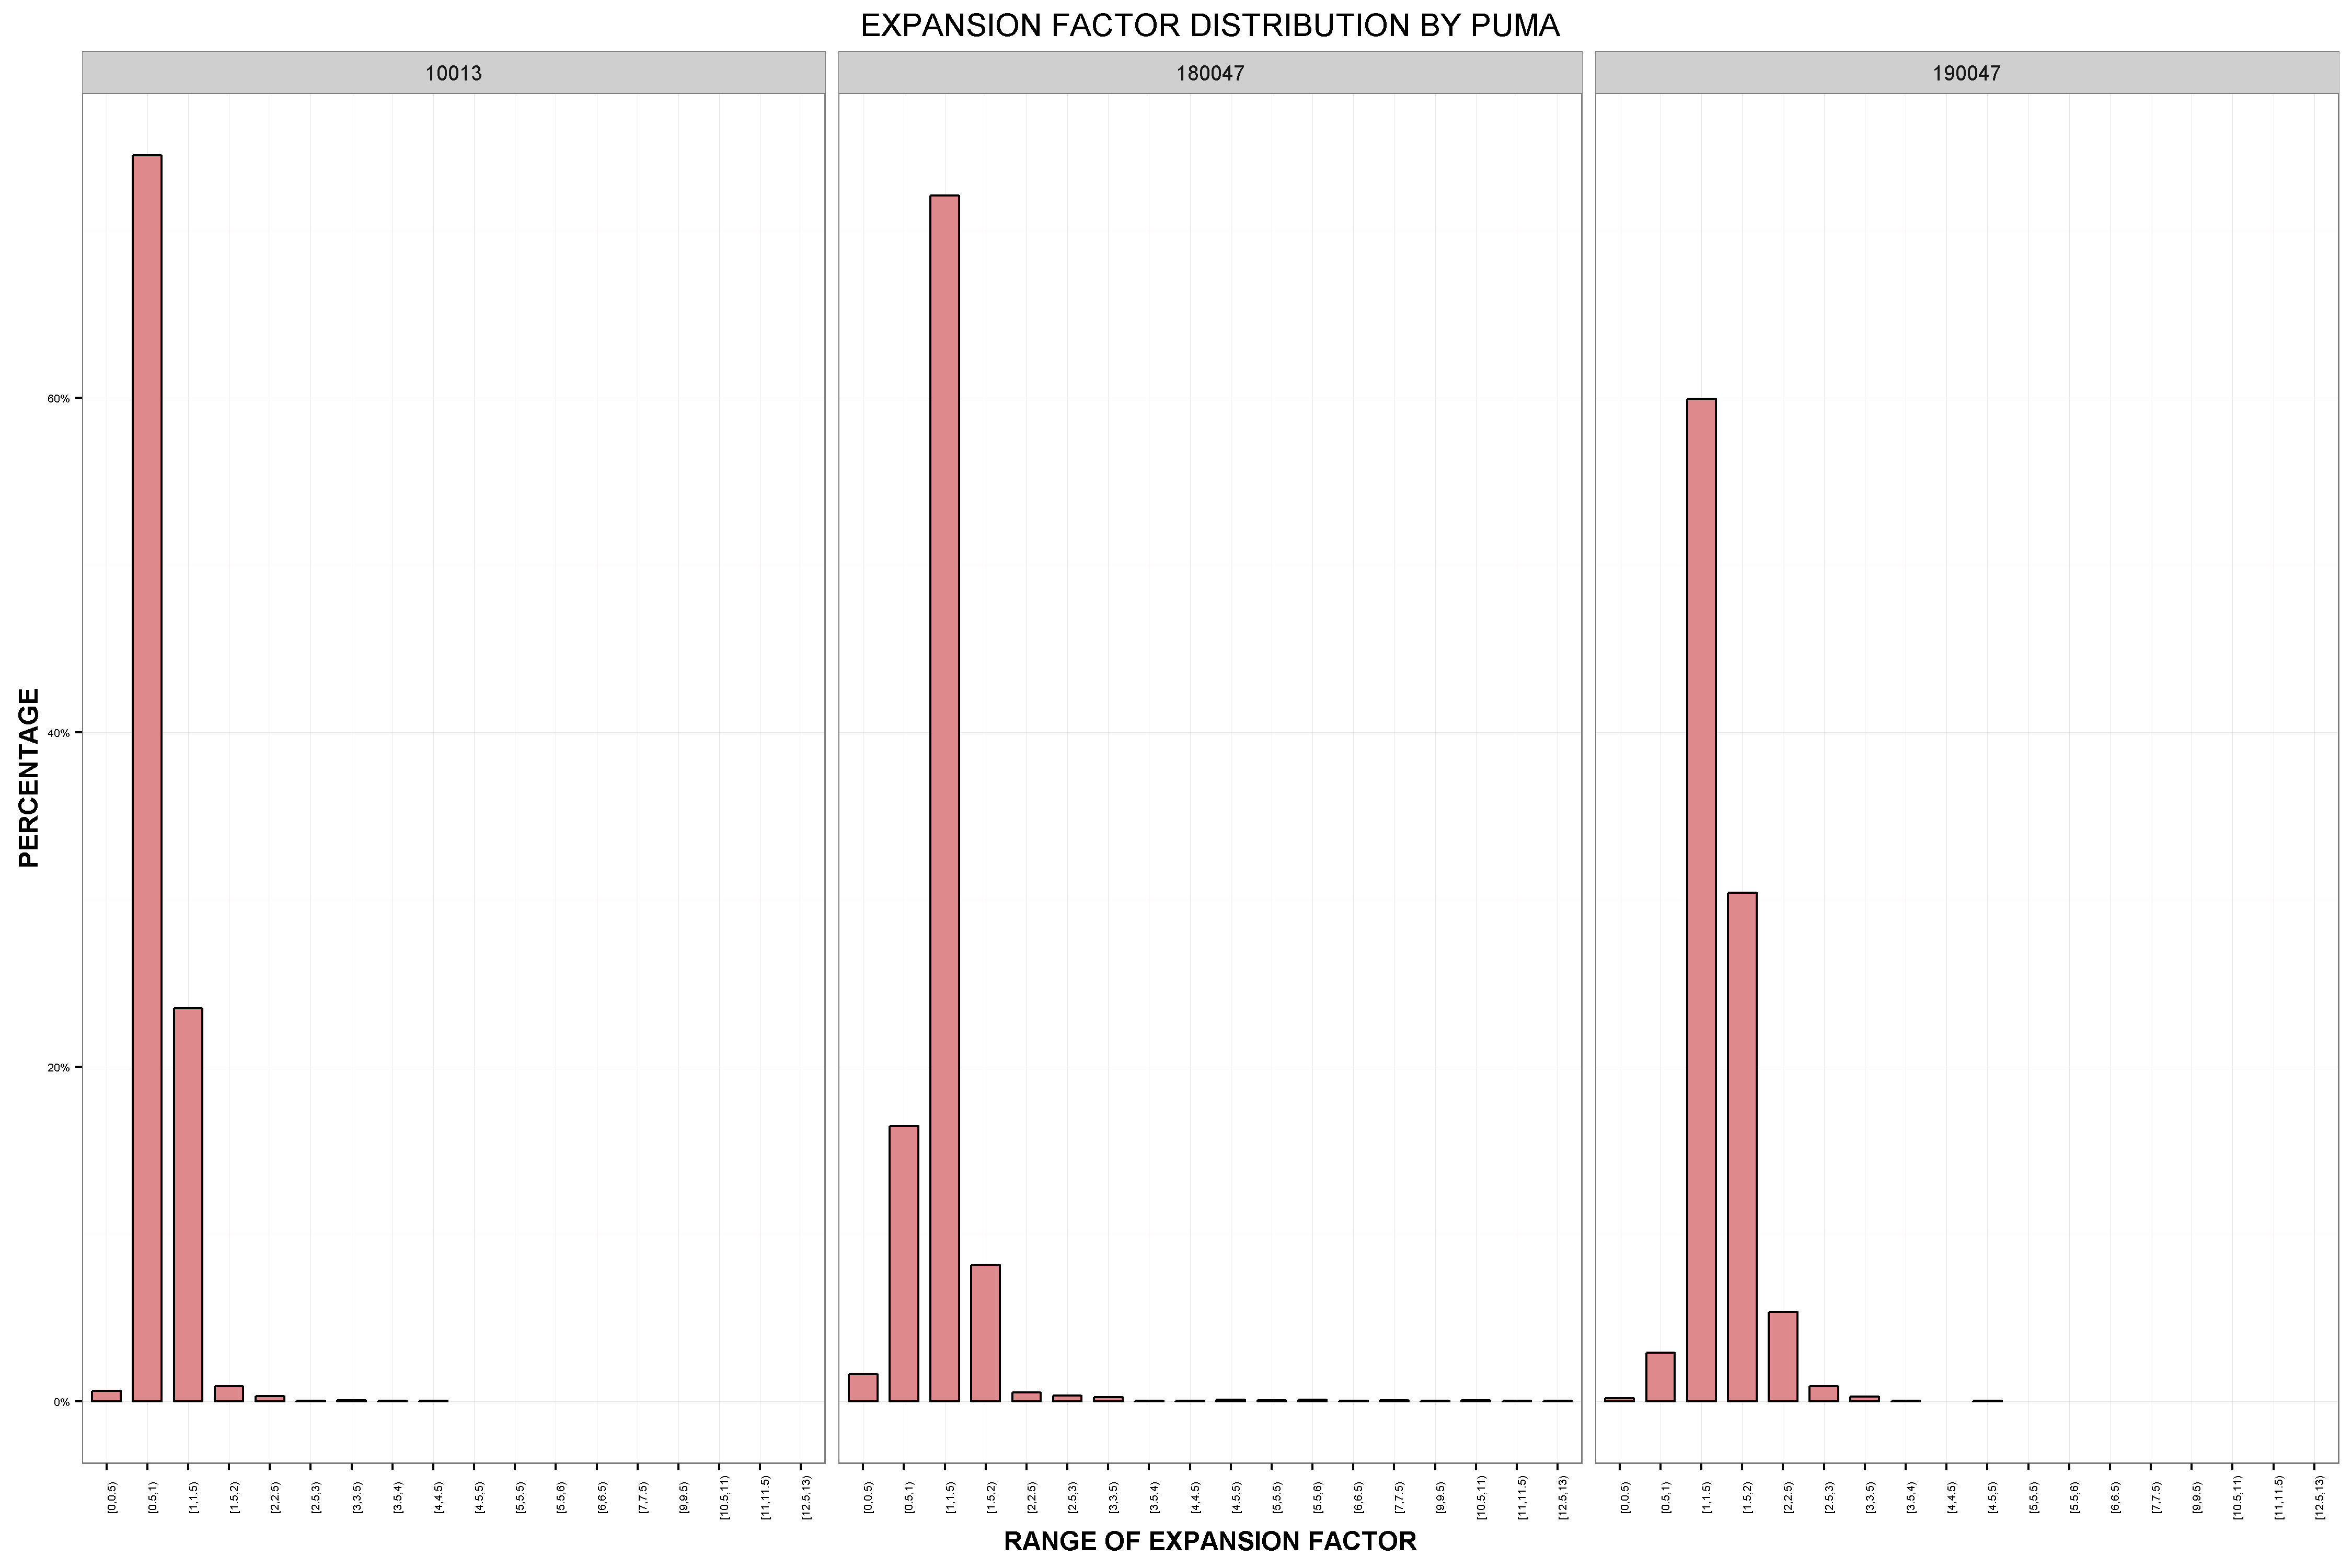 EXPANSION FACTOR DISTRIBUTION BY PUMA
10013 180047 190047
PERCENTAGE
60%
40%
20%
0%
[0,0.5) [0.5,1) [1,1.5) [1.5,2) [2,2.5) [2.5,3) [3,3.5) [3.5,4) [4,4.5) [4.5,5) [5,5.5) [5.5,6) [6,6.5) [7,7.5) [9,9.5) [10.5,11) [11,11.5) [12.5,13)
[0,0.5) [0.5,1) [1,1.5) [1.5,2) [2,2.5) [2.5,3) [3,3.5) [3.5,4) [4,4.5) [4.5,5) [5,5.5) [5.5,6) [6,6.5) [7,7.5) [9,9.5) [10.5,11) [11,11.5) [12.5,13)
[0,0.5) [0.5,1) [1,1.5) [1.5,2) [2,2.5) [2.5,3) [3,3.5) [3.5,4) [4,4.5) [4.5,5) [5,5.5) [5.5,6) [6,6.5) [7,7.5) [9,9.5) [10.5,11) [11,11.5) [12.5,13)
RANGE OF EXPANSION FACTOR